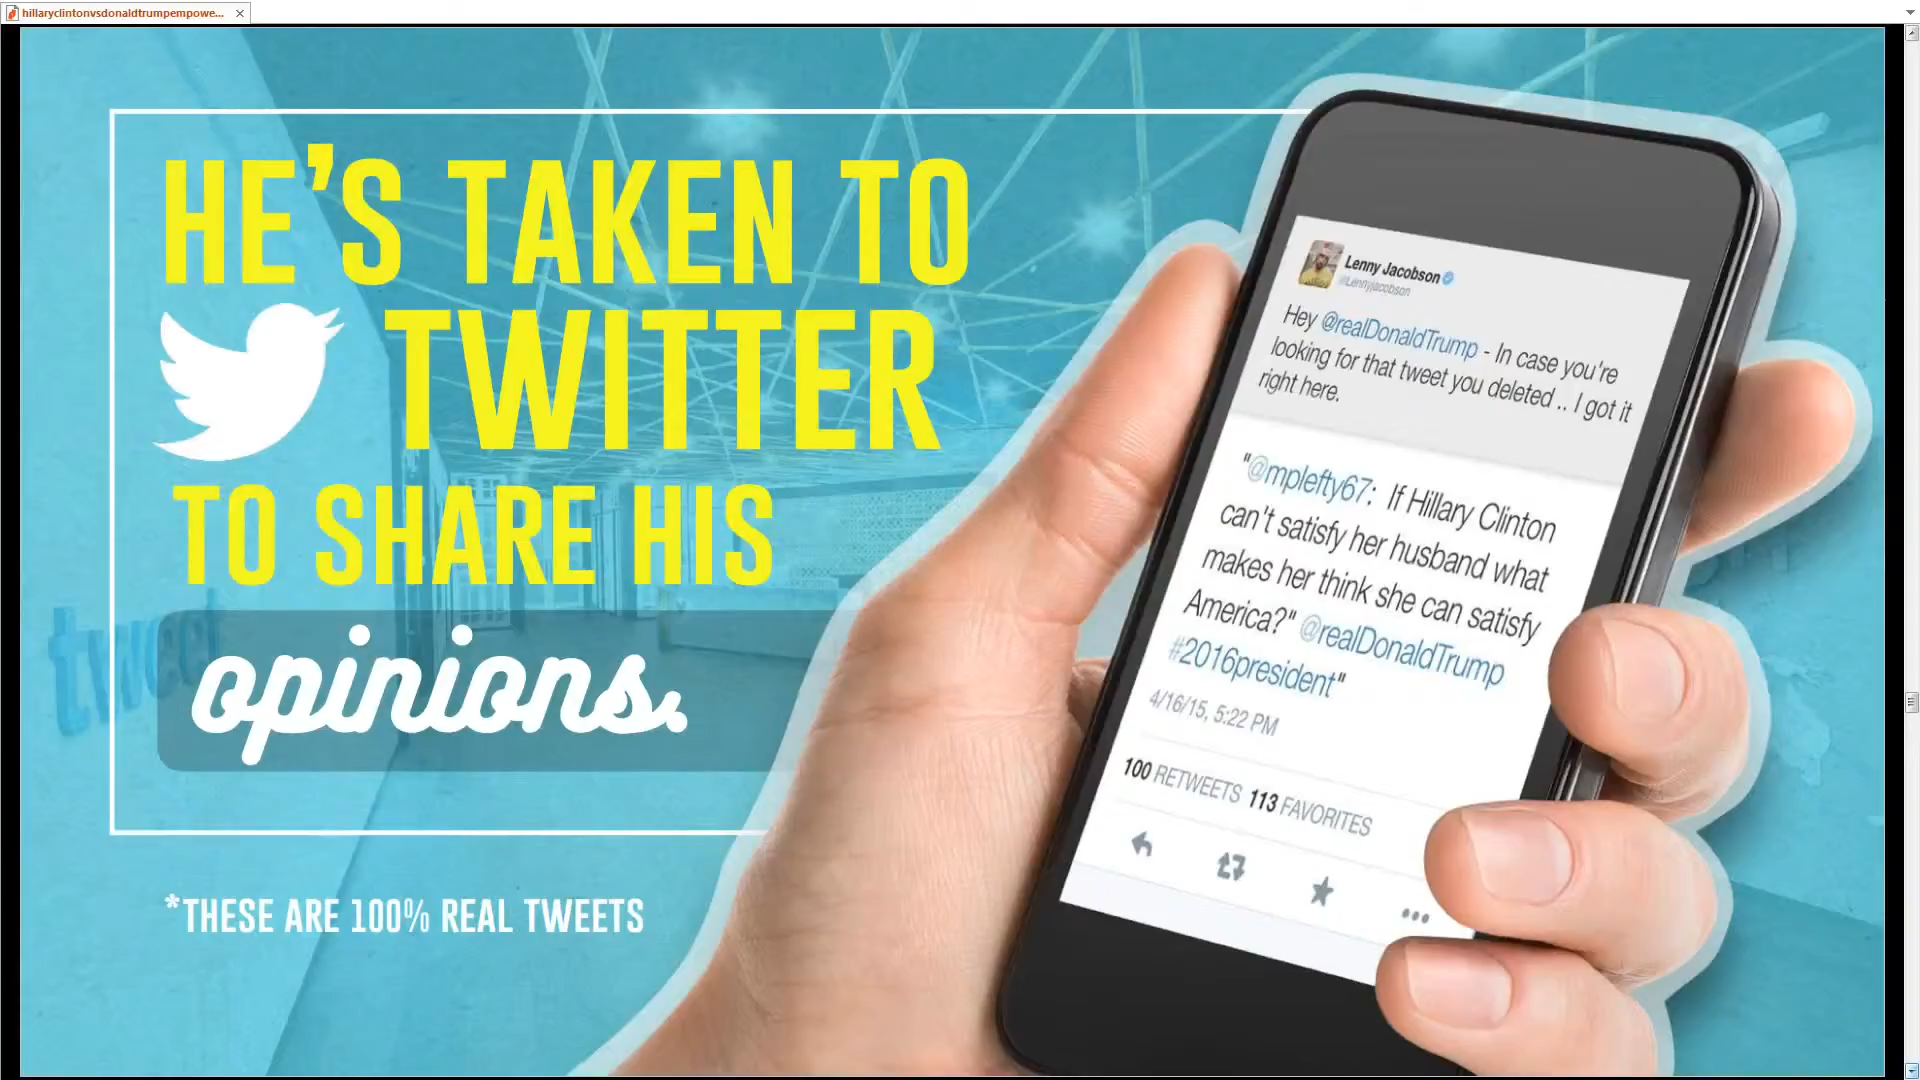 hillaryclintonvsdonaldtrumpempowe...
HE'S TAKEN TO
TWITTER
TO SHARE HIS
opinions.
*THESE ARE 100% REAL TWEETS
Lenny Jacobson
@Lennyjacobson
Hey @realDonaldTrump - In case you're
looking for that tweet you deleted .. I got it
right here.
"@mplefty67: If Hillary Clinton
can't satisfy her husband what
makes her think she can satisfy
America?" @realDonaldTrump
#2016president"
4/16/15, 5:22 PM
100 RETWEETS 113 FAVORITES
tweet